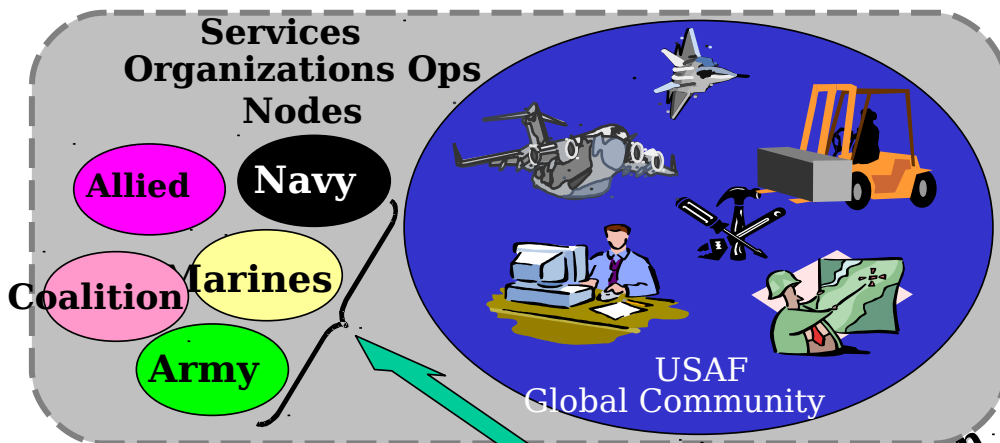 Services
Organizations Ops
Nodes
Allied
Navy
Coalition
Marines
Army
USAF
Global Community